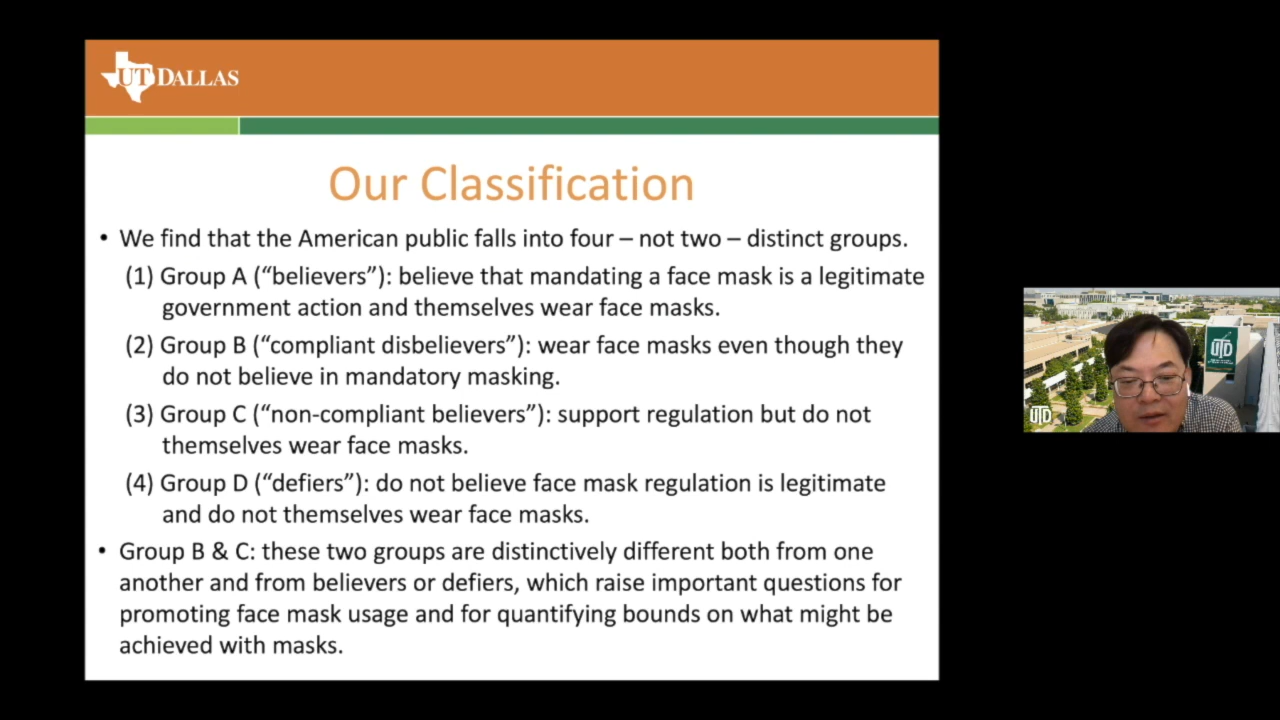 UT DALLAS
Our Classification
• We find that the American public falls into four – not two – distinct groups.
(1) Group A (“believers”): believe that mandating a face mask is a legitimate
government action and themselves wear face masks.
(2) Group B (“compliant disbelievers”): wear face masks even though they
do not believe in mandatory masking.
(3) Group C (“non-compliant believers”): support regulation but do not
themselves wear face masks.
(4) Group D (“defiers”): do not believe face mask regulation is legitimate
and do not themselves wear face masks.
• Group B & C: these two groups are distinctively different both from one
another and from believers or defiers, which raise important questions for
promoting face mask usage and for quantifying bounds on what might be
achieved with masks.
UTD
UTD